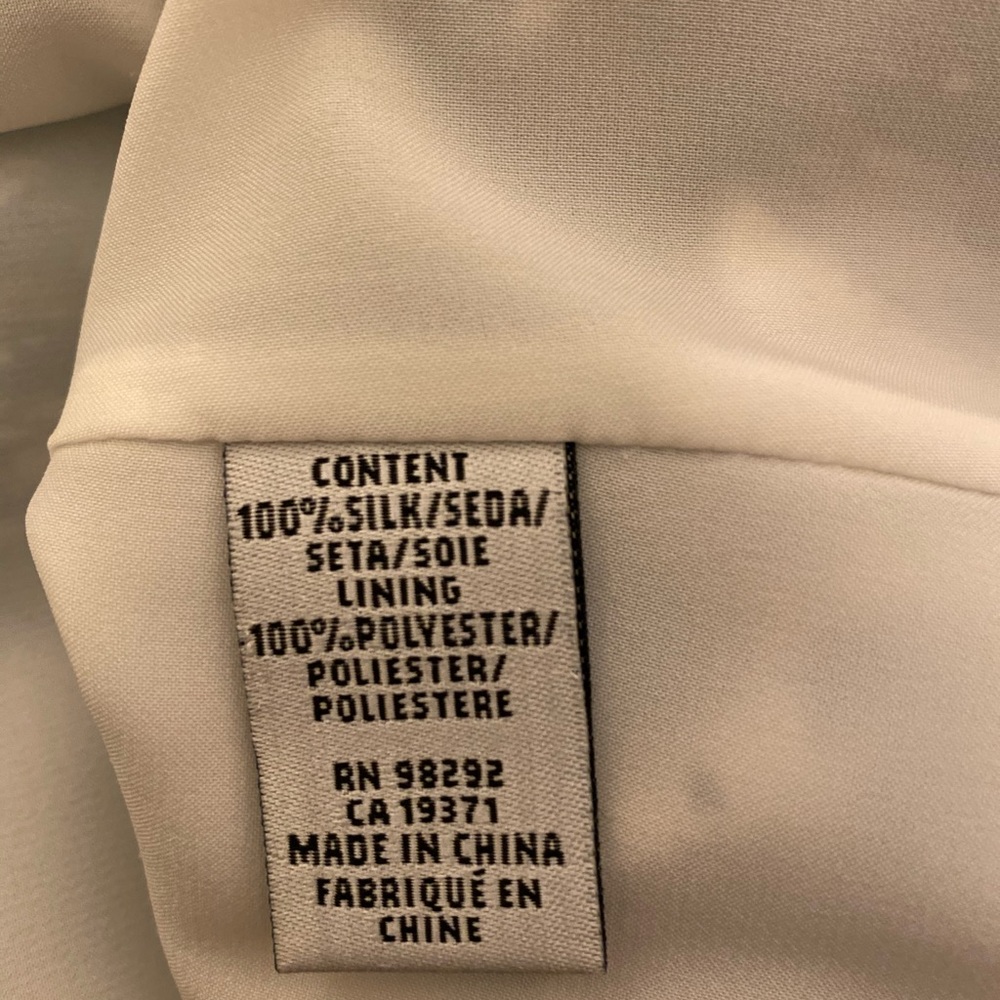 CONTENT
100%SILK/SEDA/
SETA/SOIE
LINING
100%POLYESTER/
POLIESTER/
POLIESTERE
RN 98292
CA 19371
MADE IN CHINA
FABRIQUÉ EN
CHINE